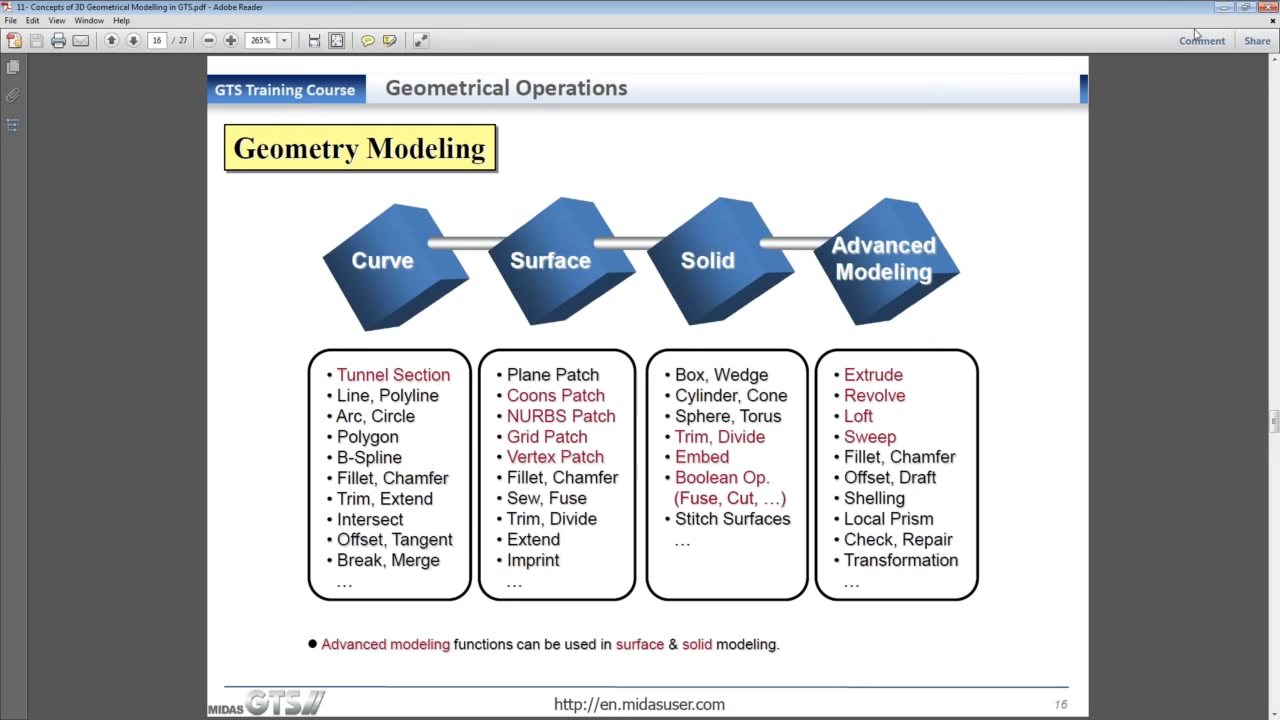 11- Concepts of 3D Geometrical Modelling in GTS.pdf - Adobe Reader
File Edit View Window Help
16 / 27 265% Comment Share
GTS Training Course Geometrical Operations
Geometry Modeling
Curve
Surface
Solid
Advanced
Modeling
• Tunnel Section
• Line, Polyline
• Arc, Circle
• Polygon
• B-Spline
• Fillet, Chamfer
• Trim, Extend
• Intersect
• Offset, Tangent
• Break, Merge
…
• Plane Patch
• Coons Patch
• NURBS Patch
• Grid Patch
• Vertex Patch
• Fillet, Chamfer
• Sew, Fuse
• Trim, Divide
• Extend
• Imprint
…
• Box, Wedge
• Cylinder, Cone
• Sphere, Torus
• Trim, Divide
• Embed
• Boolean Op.
(Fuse, Cut, …)
• Stitch Surfaces
…
• Extrude
• Revolve
• Loft
• Sweep
• Fillet, Chamfer
• Offset, Draft
• Shelling
• Local Prism
• Check, Repair
• Transformation
…
● Advanced modeling functions can be used in surface & solid modeling.
MIDAS GTS http://en.midasuser.com 16